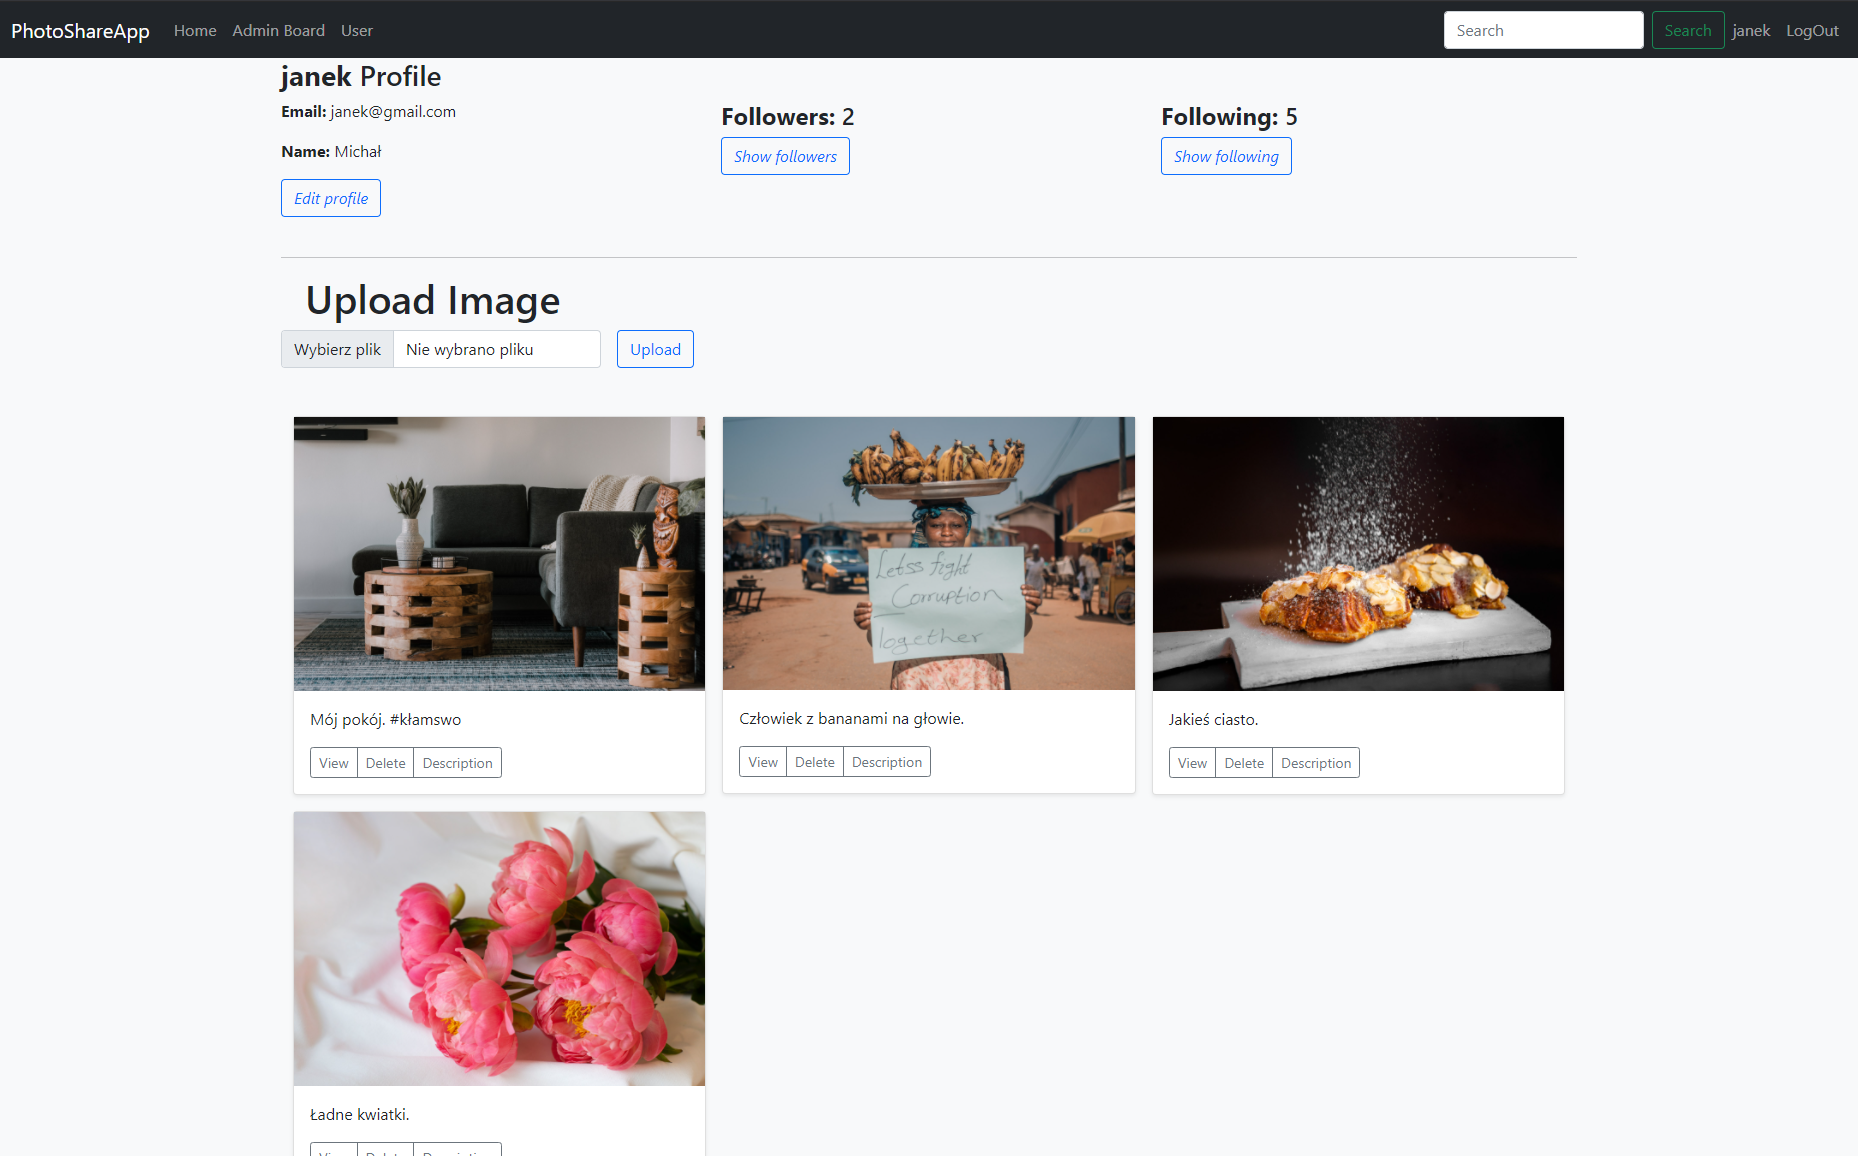 PhotoShareApp Home Admin Board User Search Search janek LogOut
janek Profile
Email: janek@gmail.com
Name: Michał
Edit profile
Followers: 2
Show followers
Following: 5
Show following
Upload Image
Wybierz plik Nie wybrano pliku Upload
Letss fight
Corruption
Together
Mój pokój. #kłamswo
View Delete Description
Człowiek z bananami na głowie.
View Delete Description
Jakieś ciasto.
View Delete Description
Ładne kwiatki.
View Delete Description